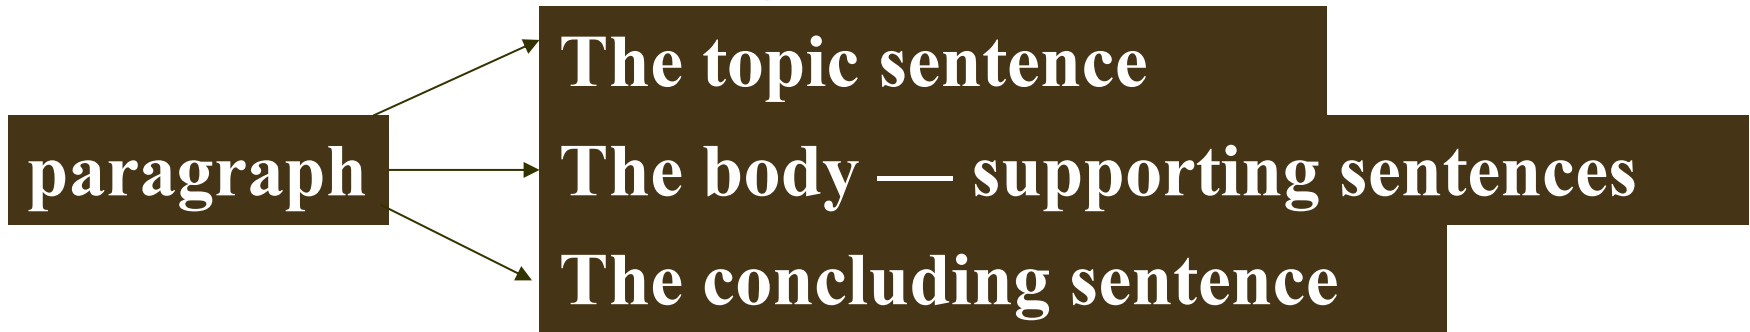 The topic sentence
paragraph
The body — supporting sentences
The concluding sentence